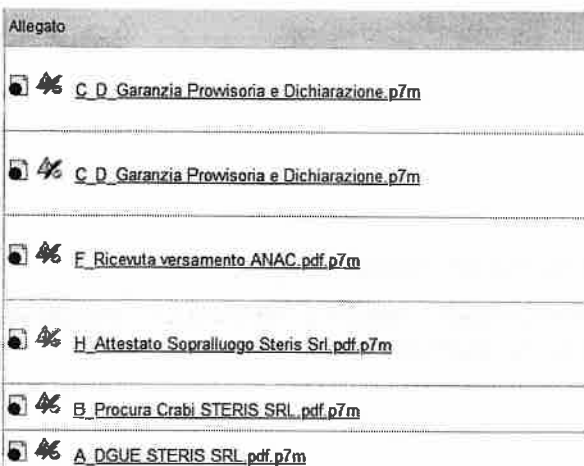 Allegato
C_D_Garanzia Provvisoria e Dichiarazione.p7m
C_D_Garanzia Provvisoria e Dichiarazione.p7m
F_Ricevuta versamento ANAC.pdf.p7m
H_Attestato Sopralluogo Steris Srl.pdf.p7m
B_Procura Crabi STERIS SRL.pdf.p7m
A_DGUE STERIS SRL.pdf.p7m